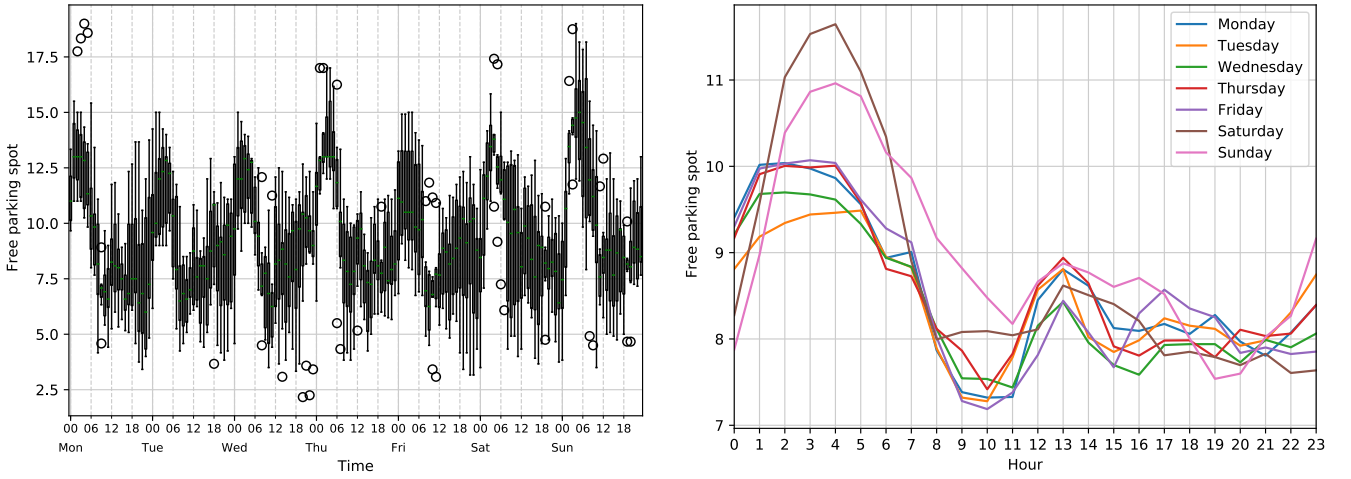 Free parking spot
17.5
15.0
12.5
10.0
7.5
5.0
2.5
00 06 12 18 00 06 12 18 00 06 12 18 00 06 12 18 00 06 12 18 00 06 12 18 00 06 12 18
Mon Tue Wed Thu Fri Sat Sun
Time
Free parking spot
11
10
9
8
7
0 1 2 3 4 5 6 7 8 9 10 11 12 13 14 15 16 17 18 19 20 21 22 23
Hour
Monday
Tuesday
Wednesday
Thursday
Friday
Saturday
Sunday